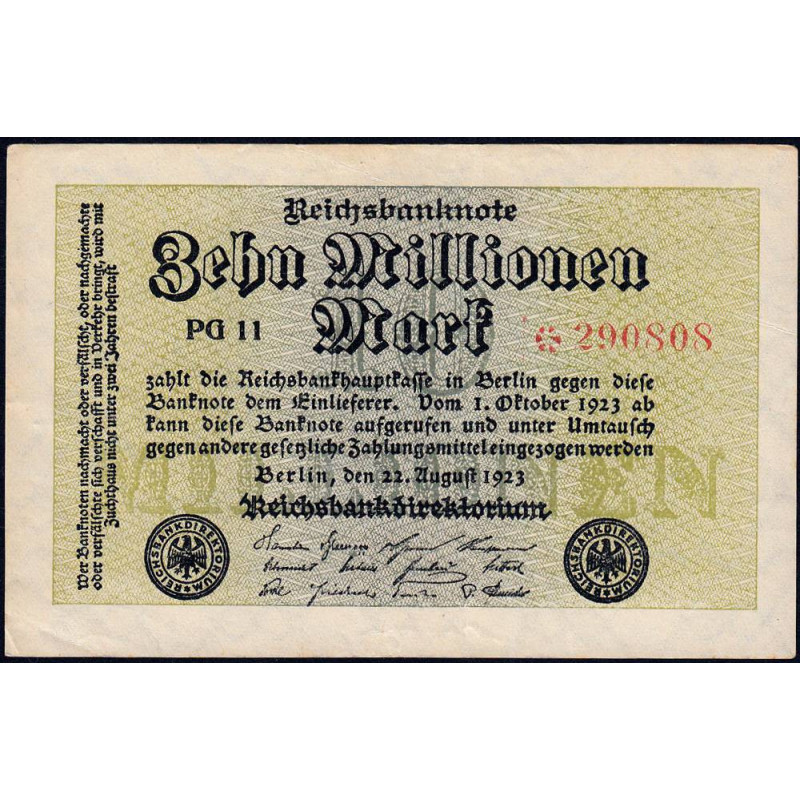 Reichsbanknote
Zehn Millionen
Mark
PG 11
* 290808
zahlt die Reichsbankhauptkasse in Berlin gegen diese
Banknote dem Einlieferer. Vom 1. Oktober 1923 ab
kann diese Banknote aufgerufen und unter Umtausch
gegen andere gesetzliche Zahlungsmittel eingezogen werden
Berlin, den 22. August 1923
Reichsbankdirektorium
REICHSBANKDIREKTORIUM
REICHSBANKDIREKTORIUM
Wer Banknoten nachmacht oder verfälscht, oder nachgemachte
oder verfälschte sich verschafft und in Verkehr bringt, wird mit
Zuchthaus nicht unter zwei Jahren bestraft